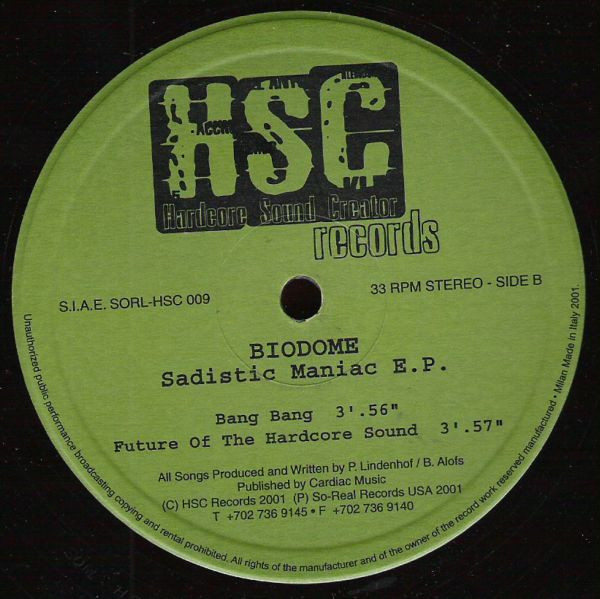 HSC
Hardcore Sound Creator
records
S.I.A.E. SORL-HSC 009
33 RPM STEREO - SIDE B
BIODOME
Sadistic Maniac E.P.
Bang Bang 3'.56"
Future Of The Hardcore Sound 3'.57"
All Songs Produced and Written by P. Lindenhof / B. Alofs
Published by Cardiac Music
(C) HSC Records 2001 (P) So-Real Records USA 2001
T +702 736 9145 • F +702 736 9140
Unauthorized public performance broadcasting copying and rental prohibited. All rights of the manufacturer and of the owner of the record work reserved manufactured • Milan Made in Italy 2001.